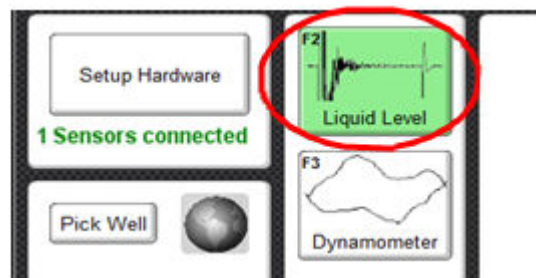 Setup Hardware
1 Sensors connected
Pick Well
F2
Liquid Level
F3
Dynamometer